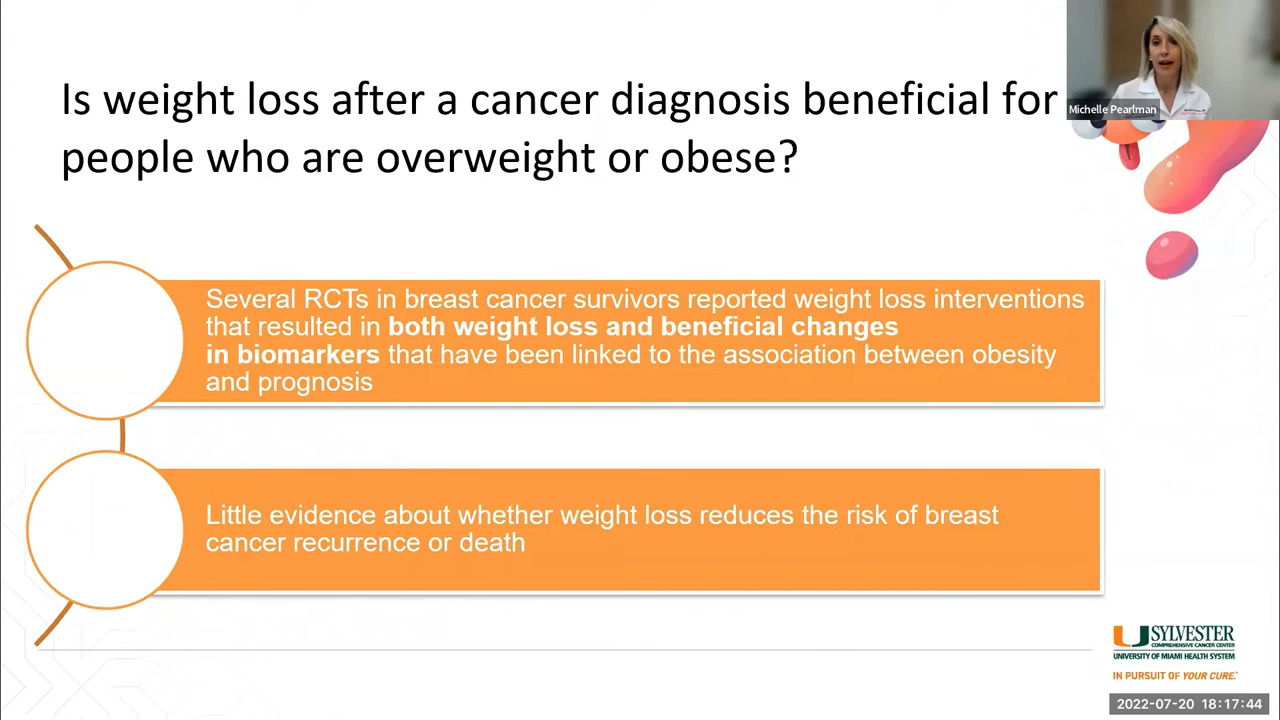 Is weight loss after a cancer diagnosis beneficial for
people who are overweight or obese?
Michelle Pearlman
Several RCTs in breast cancer survivors reported weight loss interventions
that resulted in both weight loss and beneficial changes
in biomarkers that have been linked to the association between obesity
and prognosis
Little evidence about whether weight loss reduces the risk of breast
cancer recurrence or death
SYLVESTER
COMPREHENSIVE CANCER CENTER
UNIVERSITY OF MIAMI HEALTH SYSTEM
IN PURSUIT OF YOUR CURE.
2022-07-20 18:17:44